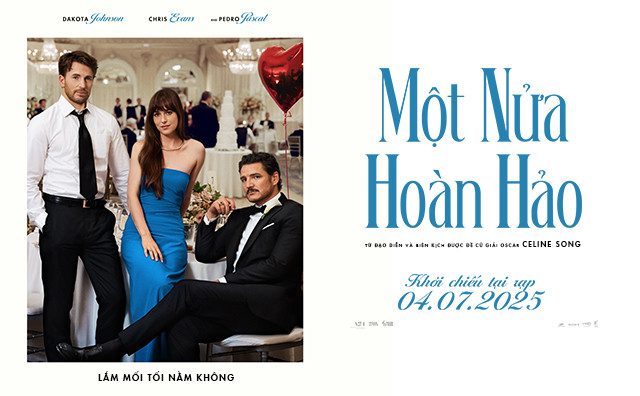 DAKOTA Johnson CHRIS Evans AND PEDRO Pascal
LẮM MỐI TỐI NẰM KHÔNG
Một Nửa
Hoàn Hảo
TỪ ĐẠO DIỄN VÀ BIÊN KỊCH ĐƯỢC ĐỀ CỬ GIẢI OSCAR CELINE SONG
Khởi chiếu tại rạp
04.07.2025